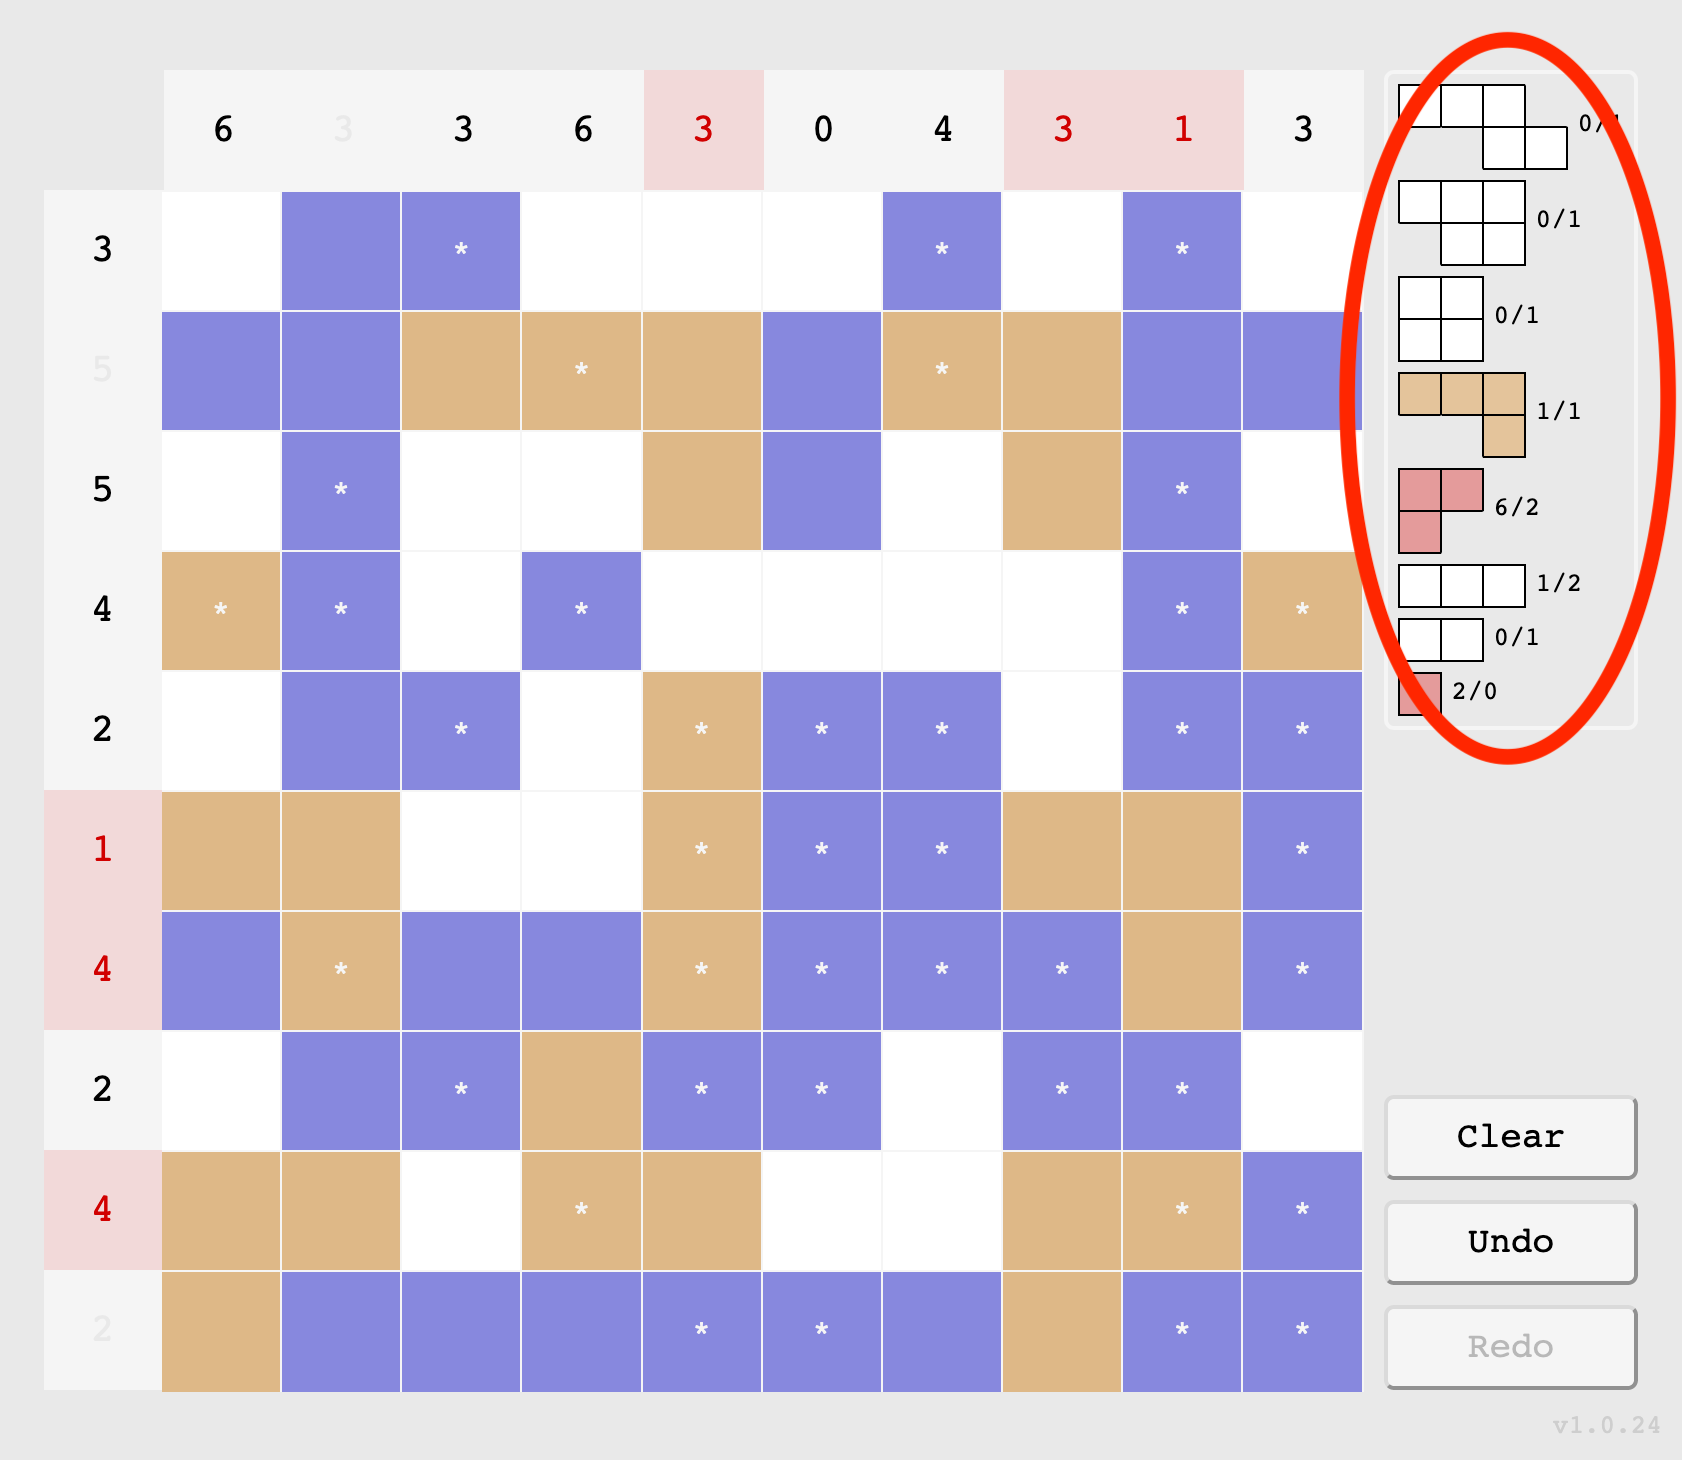 6 3 3 6 3 0 4 3 1 3
3 * * *
5 * *
5 * *
4 * * * * *
2 * * * * * *
1 * * * *
4 * * * * * *
2 * * * * *
4 * * *
2 * * * *
0/1
0/1
0/1
1/1
6/2
1/2
0/1
2/0
Clear
Undo
Redo
v1.0.24